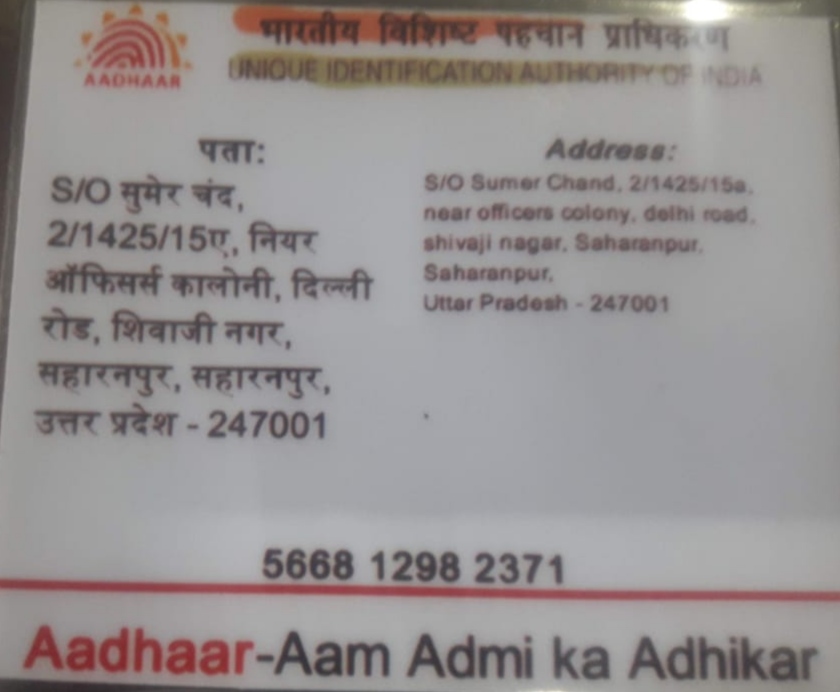 AADHAAR
भारतीय विशिष्ट पहचान प्राधिकरण
UNIQUE IDENTIFICATION AUTHORITY OF INDIA
पता:
S/O सुमेर चंद,
2/1425/15ए, नियर
ऑफिसर्स कालोनी, दिल्ली
रोड, शिवाजी नगर,
सहारनपुर, सहारनपुर,
उत्तर प्रदेश - 247001
Address:
S/O Sumer Chand, 2/1425/15a,
near officers colony, delhi road,
shivaji nagar, Saharanpur,
Saharanpur,
Uttar Pradesh - 247001
5668 1298 2371
Aadhaar-Aam Admi ka Adhikar